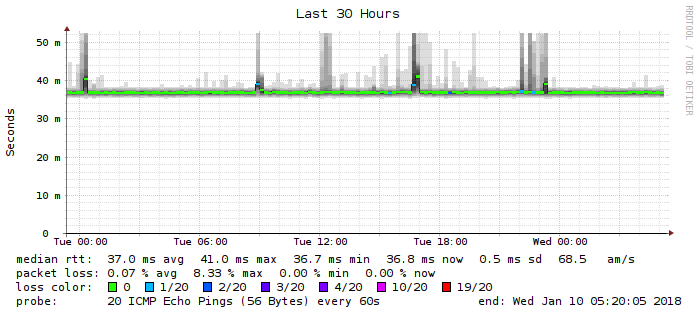 Last 30 Hours
RRDTOOL / TOBI OETIKER
Seconds
50 m
40 m
30 m
20 m
10 m
0
Tue 00:00 Tue 06:00 Tue 12:00 Tue 18:00 Wed 00:00
median rtt: 37.0 ms avg 41.0 ms max 36.7 ms min 36.8 ms now 0.5 ms sd 68.5 am/s
packet loss: 0.07 % avg 8.33 % max 0.00 % min 0.00 % now
loss color: 0 1/20 2/20 3/20 4/20 10/20 19/20
probe: 20 ICMP Echo Pings (56 Bytes) every 60s end: Wed Jan 10 05:20:05 2018